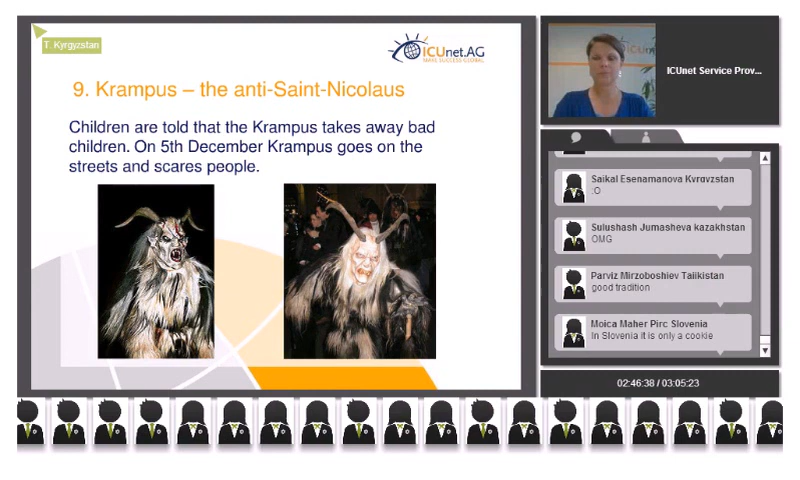 T. Kyrgyzstan
ICUnet.AG
MAKE SUCCESS GLOBAL.
9. Krampus – the anti-Saint-Nicolaus
Children are told that the Krampus takes away bad
children. On 5th December Krampus goes on the
streets and scares people.
ICUnet Service Prov...
Saikal Esenamanova Kyrgyzstan
:O
Sulushash Jumasheva kazakhstan
OMG
Parviz Mirzoboshiev Tajikistan
good tradition
Mojca Maher Pirc Slovenia
In Slovenia it is only a cookie
02:46:38 / 03:05:23